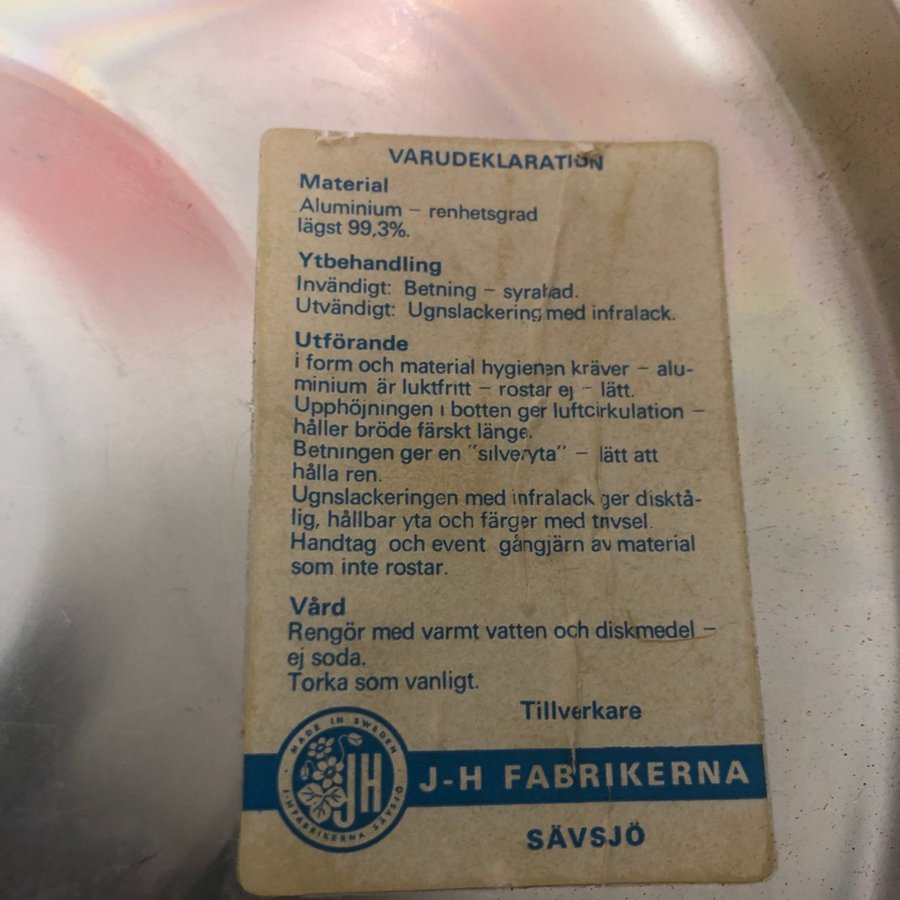 VARUDEKLARATION
Material
Aluminium – renhetsgrad
lägst 99,3%.
Ytbehandling
Invändigt: Betning – syrabad.
Utvändigt: Ugnslackering med infralack.
Utförande
i form och material hygienen kräver – alu-
minium är luktfritt – rostar ej – lätt.
Upphöjningen i botten ger luftcirkulation –
håller bröde färskt länge.
Betningen ger en "silveryta" – lätt att
hålla ren.
Ugnslackeringen med infralack ger disktå-
lig, hållbar yta och färger med trivsel.
Handtag och event. gångjärn av material
som inte rostar.
Vård
Rengör med varmt vatten och diskmedel –
ej soda.
Torka som vanligt.
Tillverkare
MADE IN SWEDEN
JH
J-HFABRIKERNA SÄVSJÖ
J-H FABRIKERNA
SÄVSJÖ